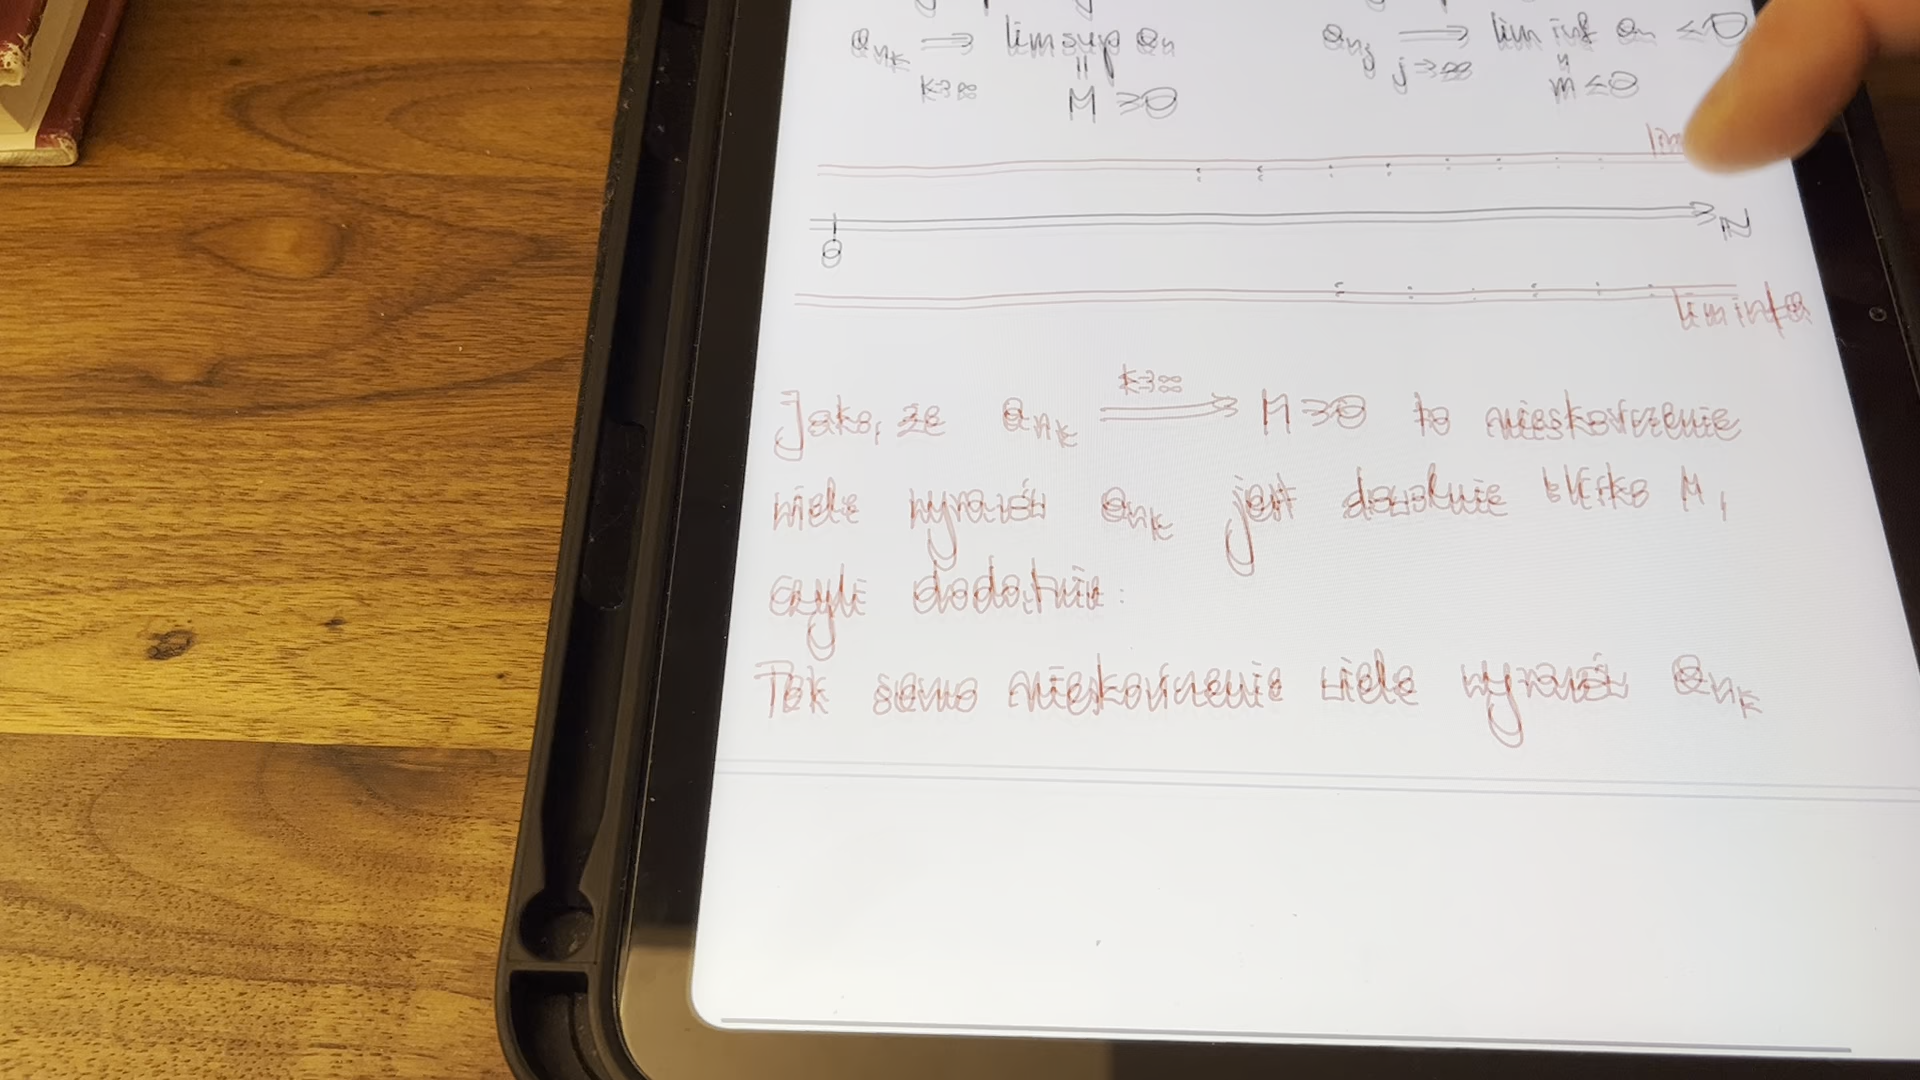 a_{n_k} → lim sup a_n    a_{n_j} → lim inf a_n < 0
k→∞    =    j→∞    =
M > 0    m < 0
lim
0    N
lim inf a
k→∞
Jako, że a_{n_k} → M > 0 to nieskończenie
wiele wyrazów a_{n_k} jest dowolnie blisko M,
czyli dodatnie.
Tak samo nieskończenie wiele wyrazów a_{n_k}